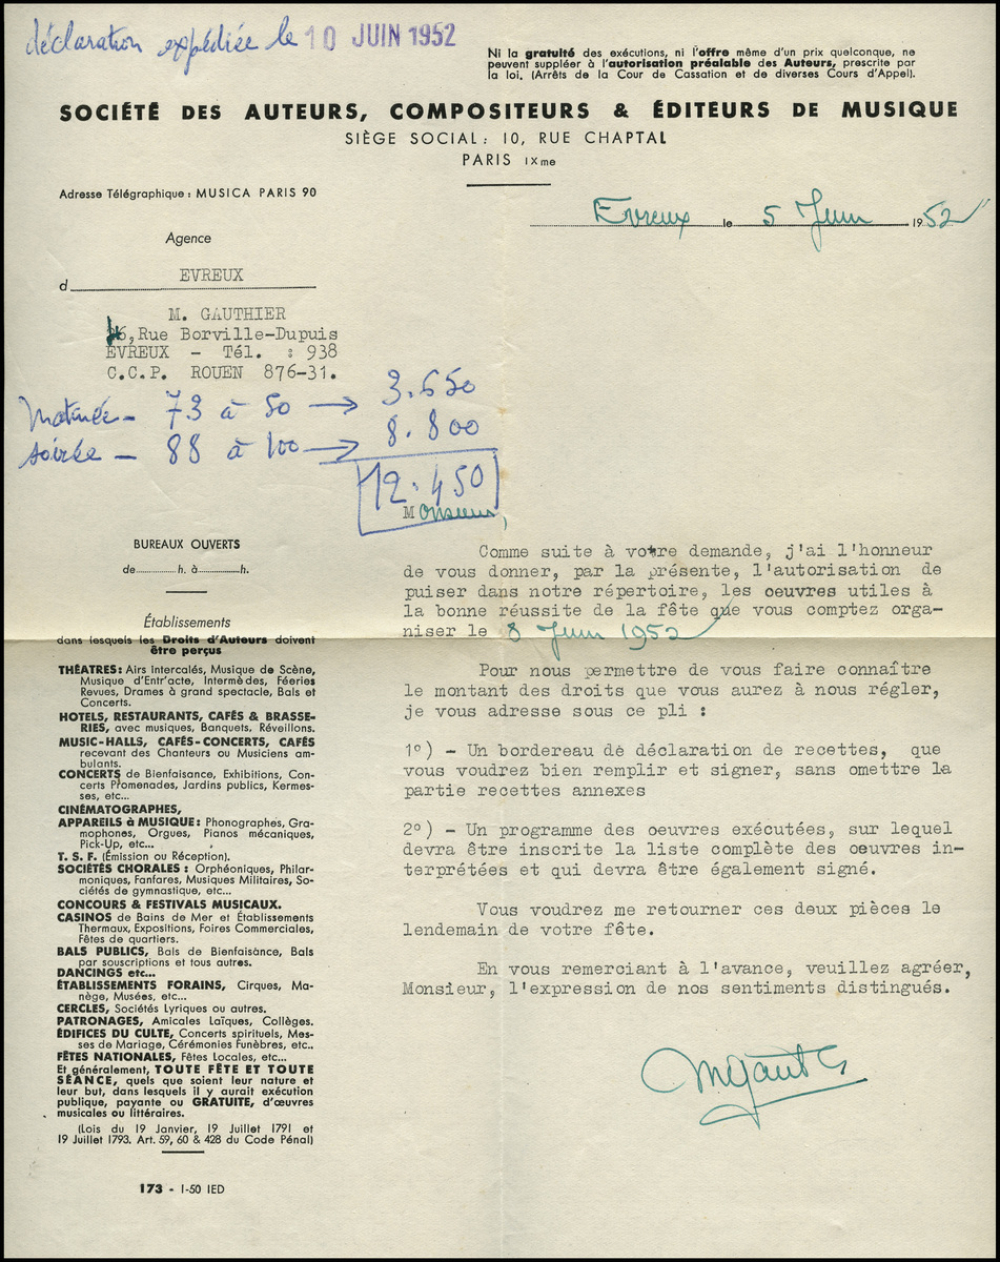 déclaration expédiée le 10 JUIN 1952
Ni la gratuité des exécutions, ni l'offre même d'un prix quelconque, ne
peuvent suppléer à l'autorisation préalable des Auteurs, prescrite par
la loi. (Arrêts de la Cour de Cassation et de diverses Cours d'Appel).
SOCIÉTÉ DES AUTEURS, COMPOSITEURS & ÉDITEURS DE MUSIQUE
SIÈGE SOCIAL : 10, RUE CHAPTAL
PARIS IXme
Adresse Télégraphique : MUSICA PARIS 90
Evreux le 5 Juin 1952
Agence
d EVREUX
M. GAUTHIER
6, Rue Borville-Dupuis
EVREUX - Tél. : 938
C.C.P. ROUEN 876-31.
Matinée - 73 à 50 → 3.650
soirée - 88 à 100 → 8.800
12.450
Monsieur,
BUREAUX OUVERTS
de............h. à............h.
Établissements
dans lesquels les Droits d'Auteurs doivent
être perçus
THÉATRES : Airs Intercalés, Musique de Scène,
Musique d'Entr'acte, Intermèdes, Féeries
Revues, Drames à grand spectacle, Bals et
Concerts.
HOTELS, RESTAURANTS, CAFÉS & BRASSE-
RIES, avec musiques, Banquets, Réveillons.
MUSIC-HALLS, CAFÉS-CONCERTS, CAFÉS
recevant des Chanteurs ou Musiciens am-
bulants.
CONCERTS de Bienfaisance, Exhibitions, Con-
certs Promenades, Jardins publics, Kermes-
ses, etc...
CINÉMATOGRAPHES,
APPAREILS à MUSIQUE : Phonographes, Gra-
mophones, Orgues, Pianos mécaniques,
Pick-Up, etc...
T. S. F. (Émission ou Réception).
SOCIÉTÉS CHORALES : Orphéoniques, Philar-
moniques, Fanfares, Musiques Militaires, So-
ciétés de gymnastique, etc...
CONCOURS & FESTIVALS MUSICAUX.
CASINOS de Bains de Mer et Établissements
Thermaux, Expositions, Foires Commerciales,
Fêtes de quartiers.
BALS PUBLICS, Bals de Bienfaisance, Bals
par souscriptions et tous autres.
DANCINGS etc...
ÉTABLISSEMENTS FORAINS, Cirques, Ma-
nège, Musées, etc...
CERCLES, Sociétés Lyriques ou autres.
PATRONAGES, Amicales Laïques, Collèges.
ÉDIFICES DU CULTE, Concerts spirituels, Mes-
ses de Mariage, Cérémonies Funèbres, etc..
FÊTES NATIONALES, Fêtes Locales, etc...
Et généralement, TOUTE FÊTE ET TOUTE
SÉANCE, quels que soient leur nature et
leur but, dans lesquels il y aurait exécution
publique, payante ou GRATUITE, d'œuvres
musicales ou littéraires.
(Lois du 19 Janvier, 19 Juillet 1791 et
19 Juillet 1793. Art. 59, 60 & 428 du Code Pénal)
173 - 1-50 IED
Comme suite à votre demande, j'ai l'honneur
de vous donner, par la présente, l'autorisation de
puiser dans notre répertoire, les oeuvres utiles à
la bonne réussite de la fête que vous comptez orga-
niser le 8 Juin 1952
Pour nous permettre de vous faire connaître
le montant des droits que vous aurez à nous régler,
je vous adresse sous ce pli :
1°) - Un bordereau de déclaration de recettes, que
vous voudrez bien remplir et signer, sans omettre la
partie recettes annexes
2°) - Un programme des oeuvres exécutées, sur lequel
devra être inscrite la liste complète des oeuvres in-
terprétées et qui devra être également signé.
Vous voudrez me retourner ces deux pièces le
lendemain de votre fête.
En vous remerciant à l'avance, veuillez agréer,
Monsieur, l'expression de nos sentiments distingués.